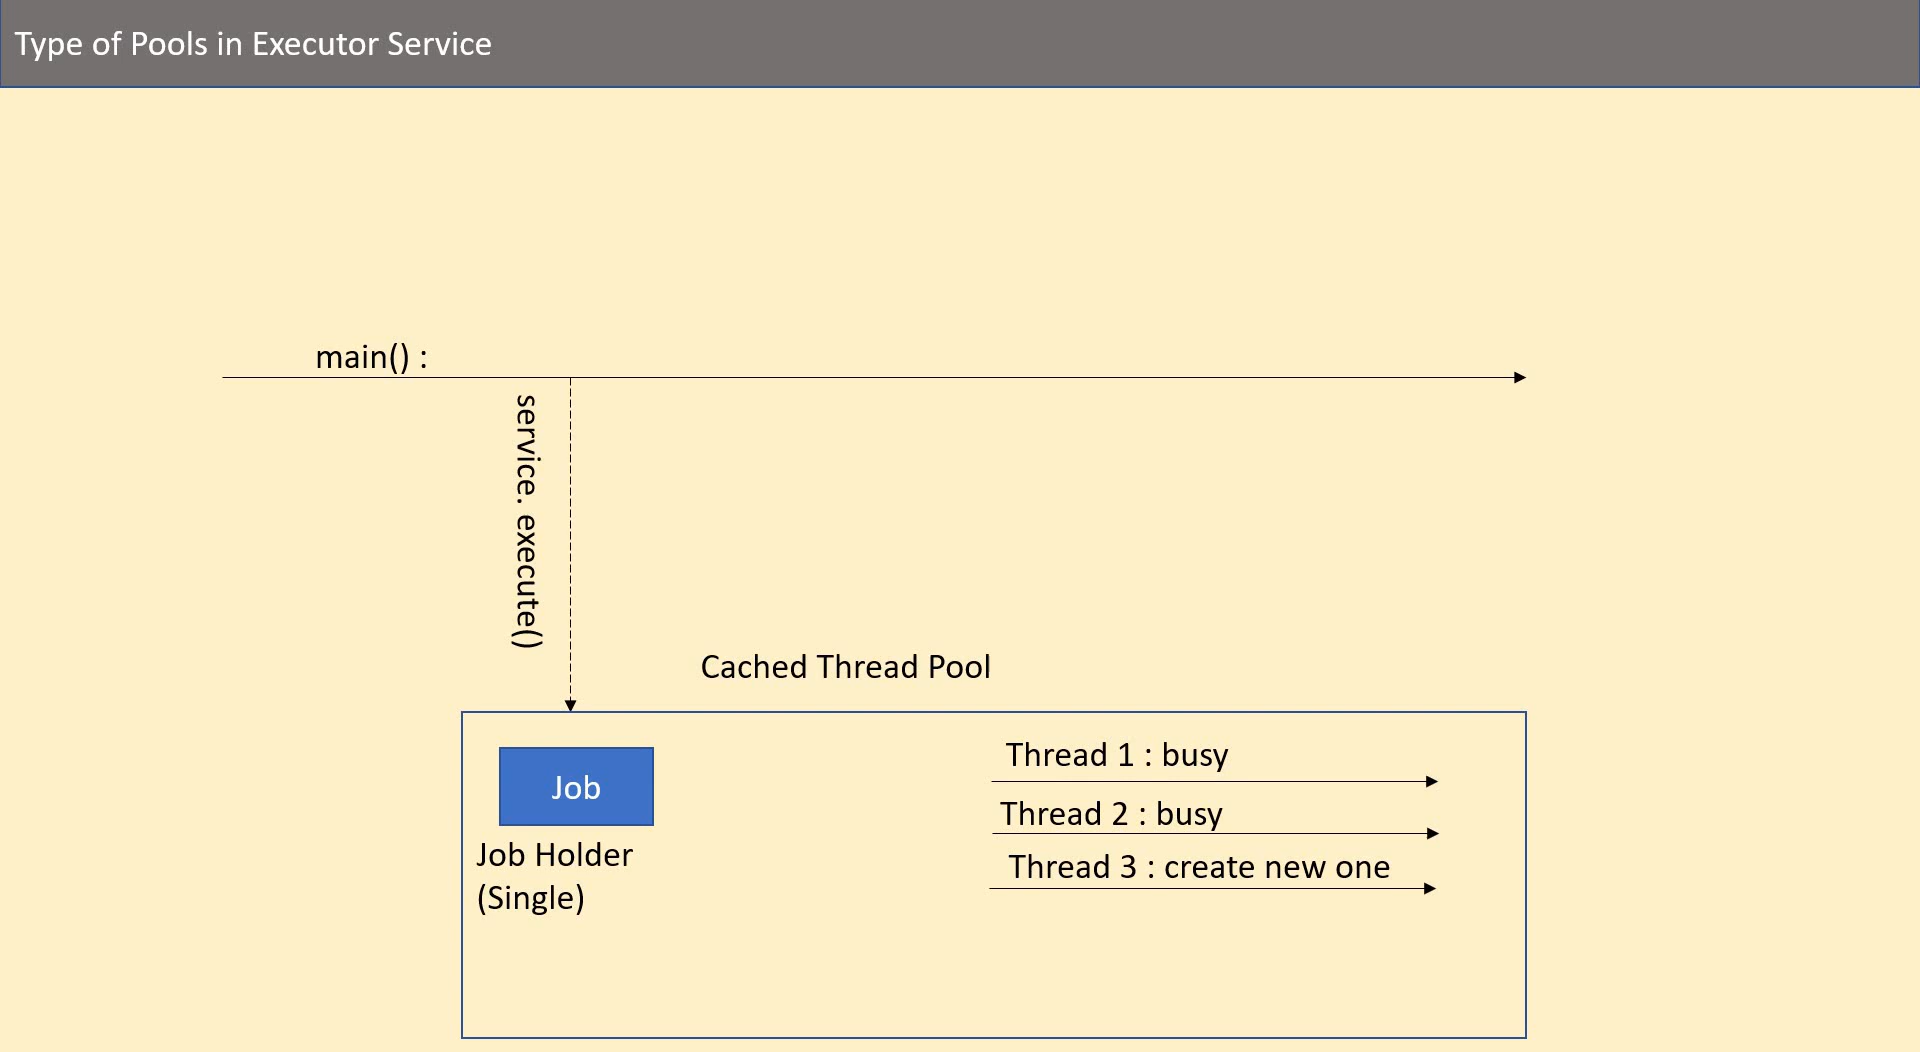 Type of Pools in Executor Service
main() :
service. execute()
Cached Thread Pool
Job
Job Holder
(Single)
Thread 1 : busy
Thread 2 : busy
Thread 3 : create new one